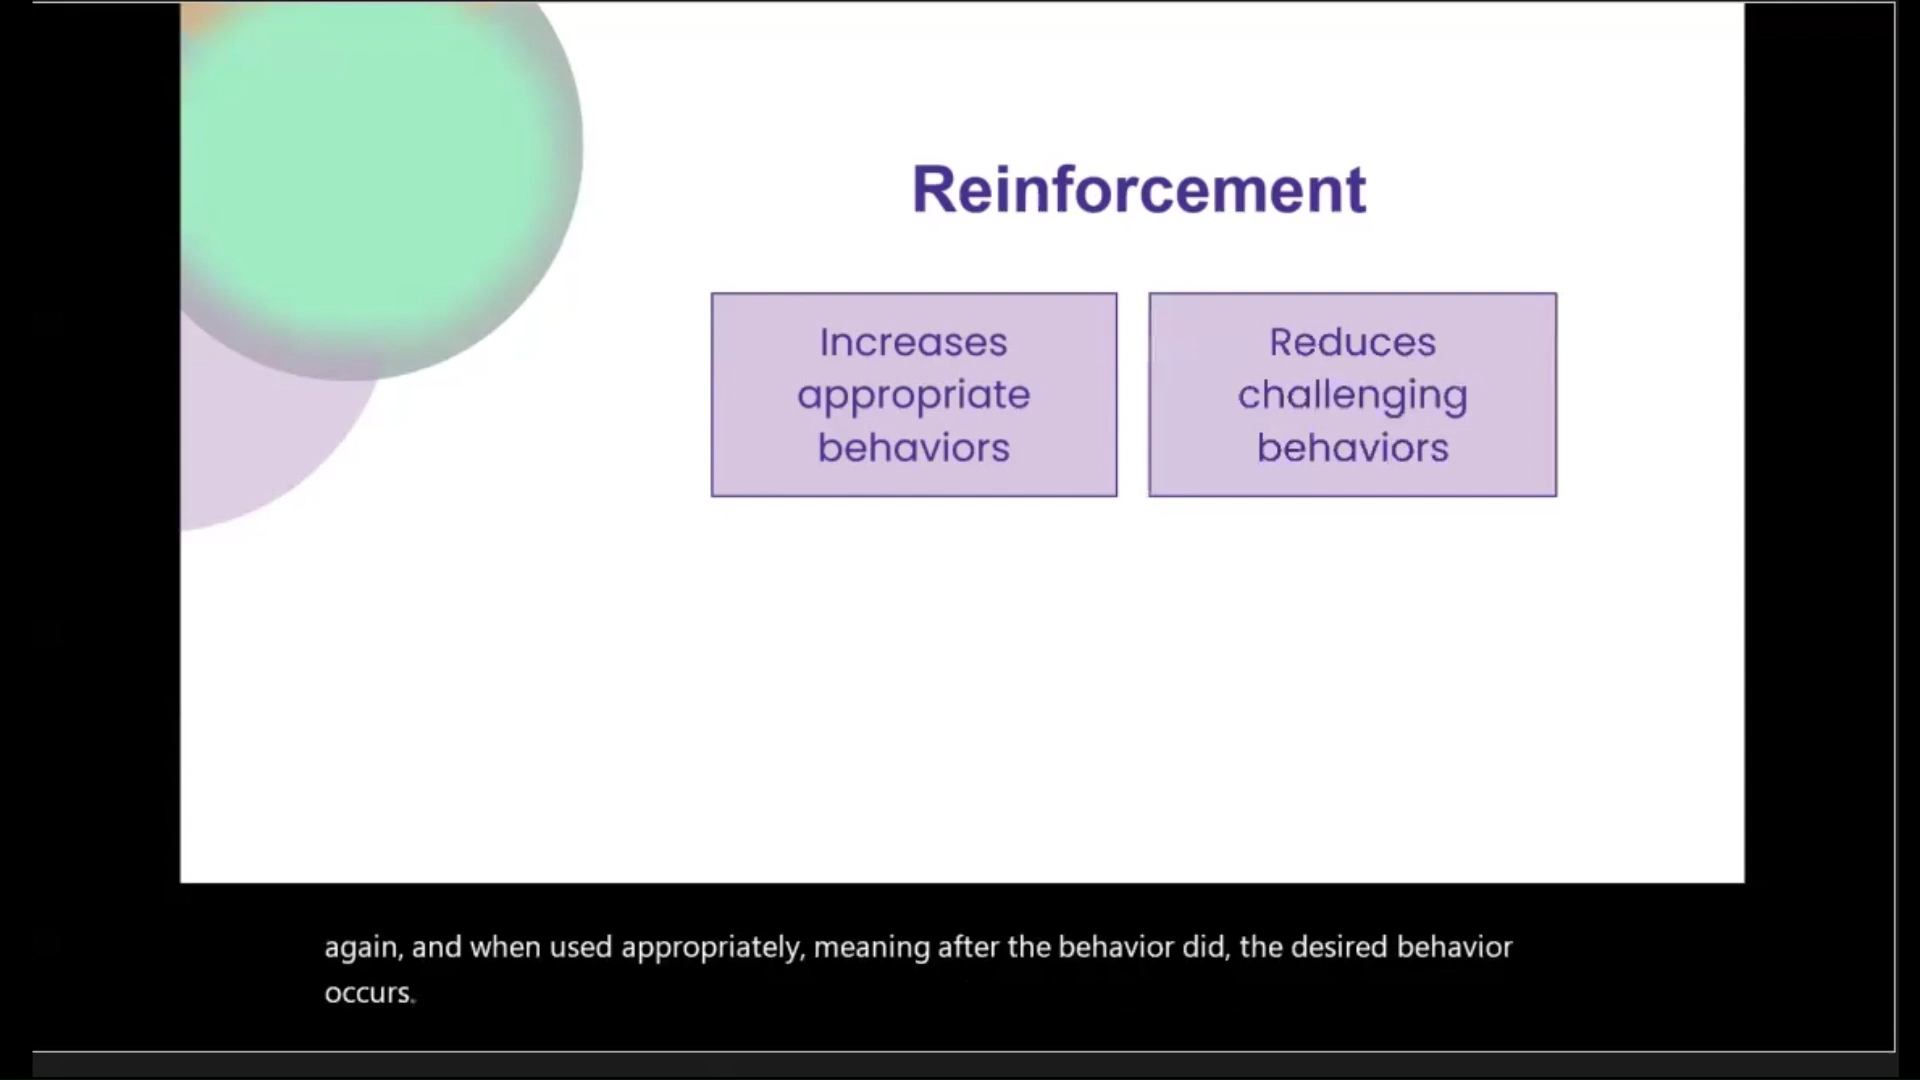 Reinforcement
Increases
appropriate
behaviors
Reduces
challenging
behaviors
again, and when used appropriately, meaning after the behavior did, the desired behavior
occurs.